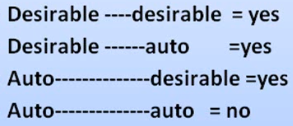 Desirable ----desirable = yes
Desirable ------auto =yes
Auto--------------desirable =yes
Auto--------------auto = no